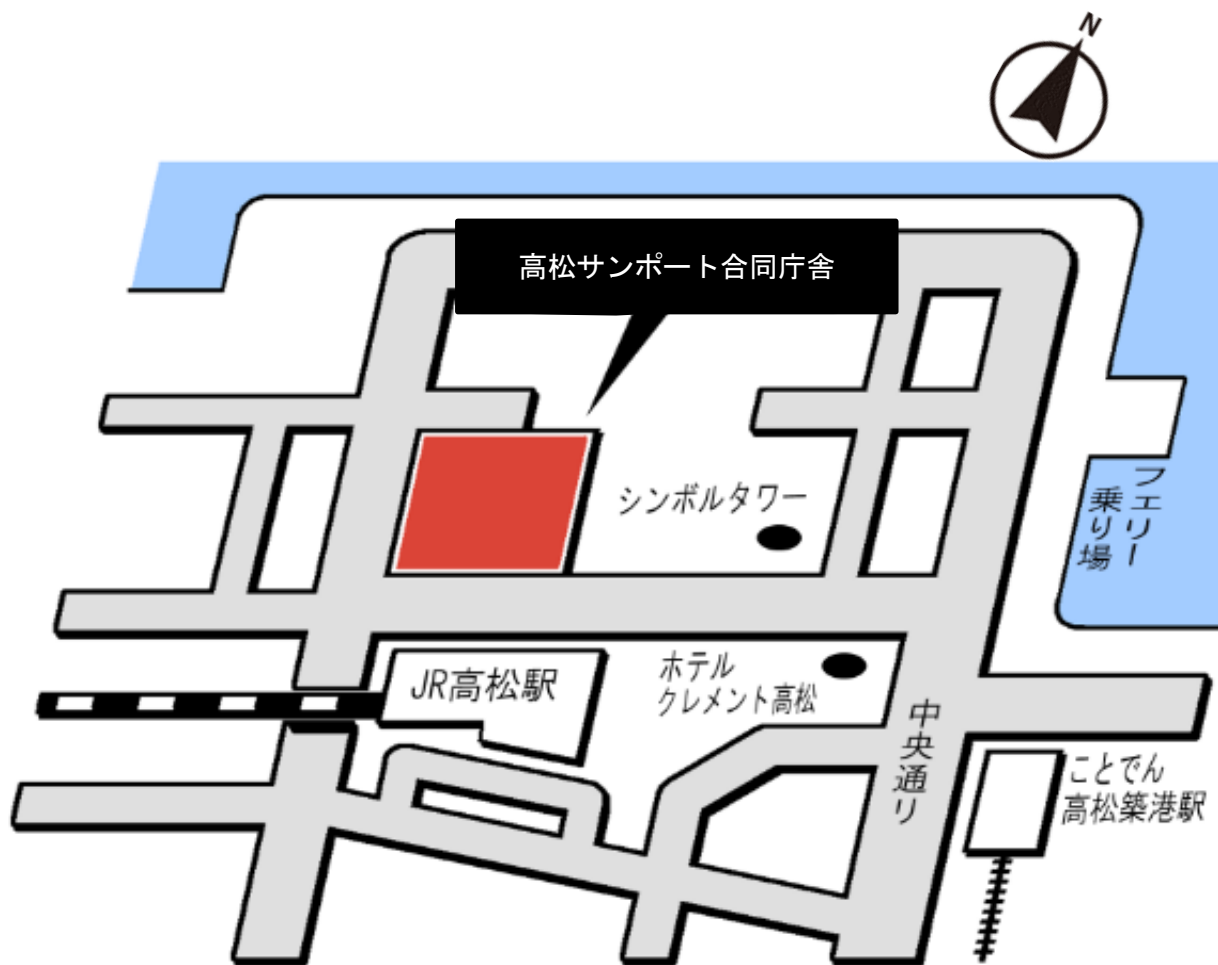 N
高松サンポート合同庁舎
シンボルタワー
フエリー
乗り場
JR高松駅
ホテル
クレメント高松
中央通り
ことでん
高松築港駅